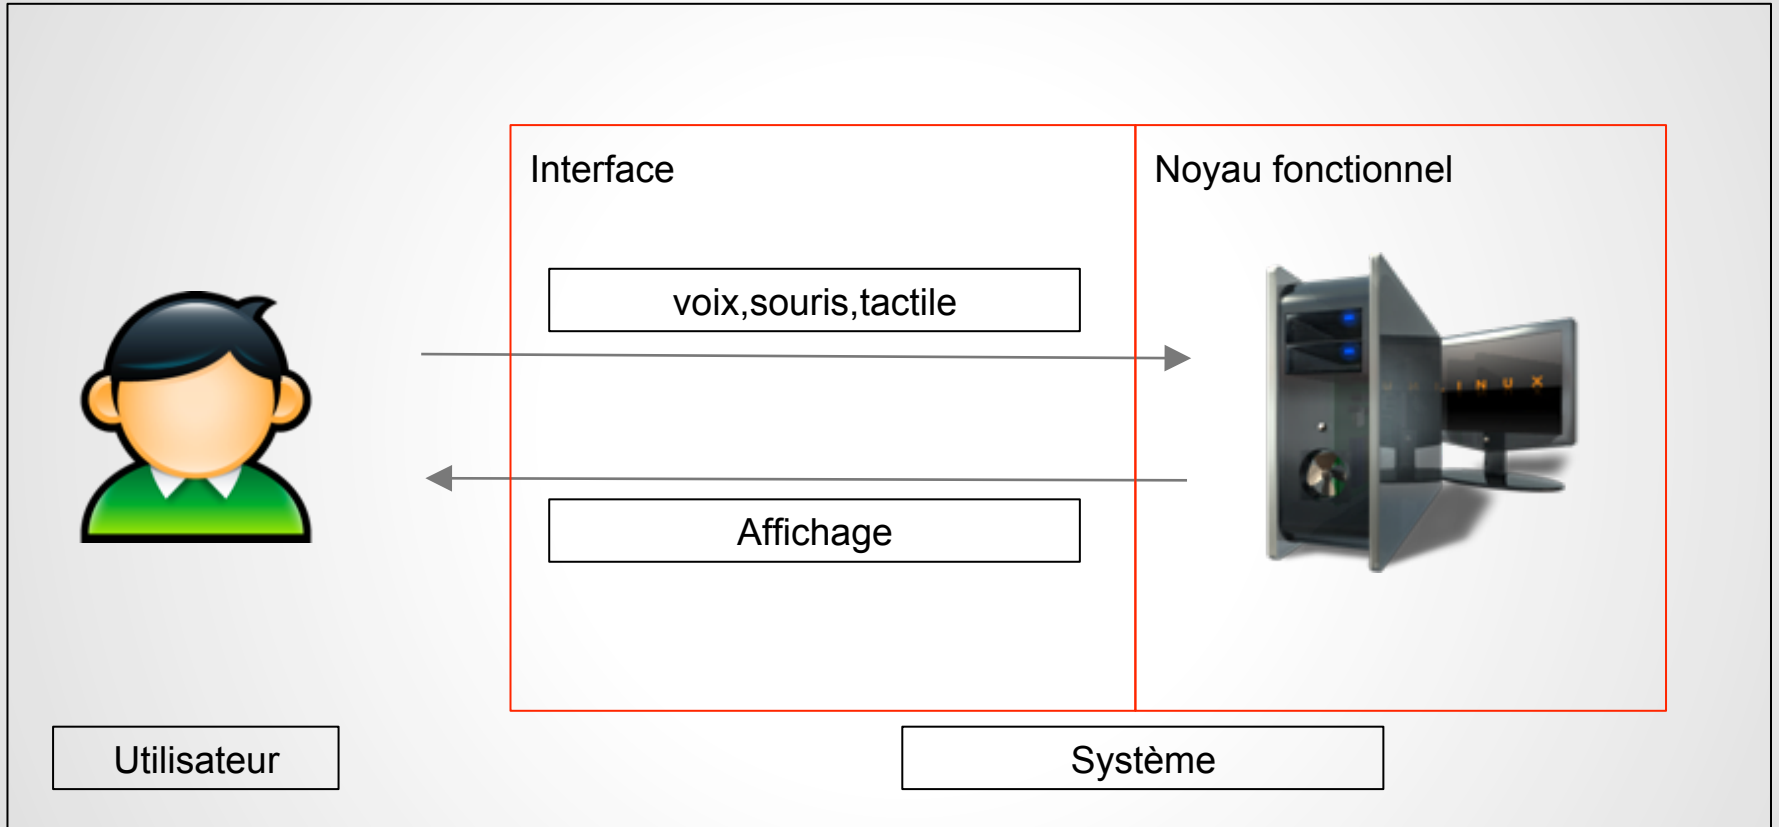 Interface
Noyau fonctionnel
voix,souris,tactile
Affichage
Utilisateur
Système